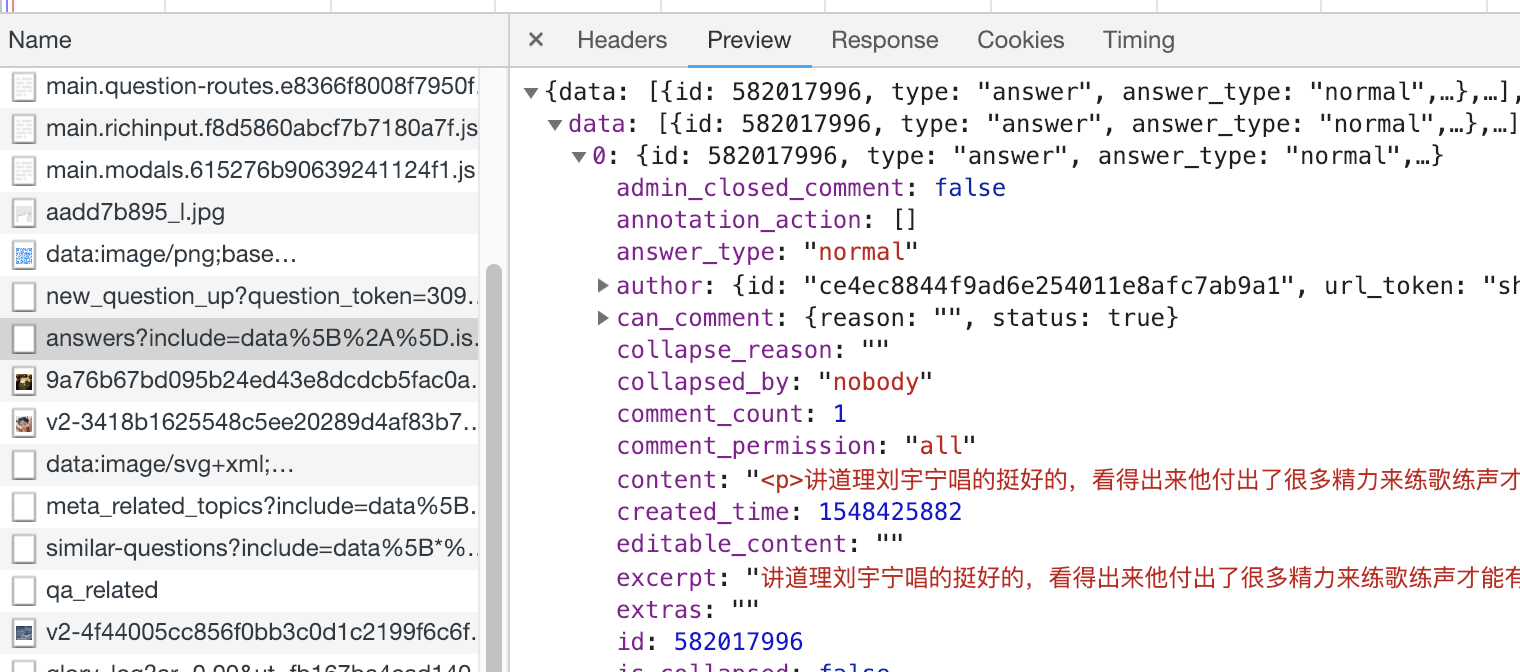 Name
main.question-routes.e8366f8008f7950f.
main.richinput.f8d5860abcf7b7180a7f.js
main.modals.615276b90639241124f1.js
aadd7b895_l.jpg
data:image/png;base…
new_question_up?question_token=309..
answers?include=data%5B%2A%5D.is.
9a76b67bd095b24ed43e8dcdcb5fac0a.
v2-3418b1625548c5ee20289d4af83b7..
data:image/svg+xml;…
meta_related_topics?include=data%5B.
similar-questions?include=data%5B*%..
qa_related
v2-4f44005cc856f0bb3c0d1c2199f6c6f.
× Headers Preview Response Cookies Timing
▼{data: [{id: 582017996, type: "answer", answer_type: "normal",…},…],
▼data: [{id: 582017996, type: "answer", answer_type: "normal",…},…]
▼0: {id: 582017996, type: "answer", answer_type: "normal",…}
admin_closed_comment: false
annotation_action: []
answer_type: "normal"
▶author: {id: "ce4ec8844f9ad6e254011e8afc7ab9a1", url_token: "sh
▶can_comment: {reason: "", status: true}
collapse_reason: ""
collapsed_by: "nobody"
comment_count: 1
comment_permission: "all"
content: "<p>讲道理刘宇宁唱的挺好的，看得出来他付出了很多精力来练歌练声才
created_time: 1548425882
editable_content: ""
excerpt: "讲道理刘宇宁唱的挺好的，看得出来他付出了很多精力来练歌练声才能有
extras: ""
id: 582017996
is_collapsed: false